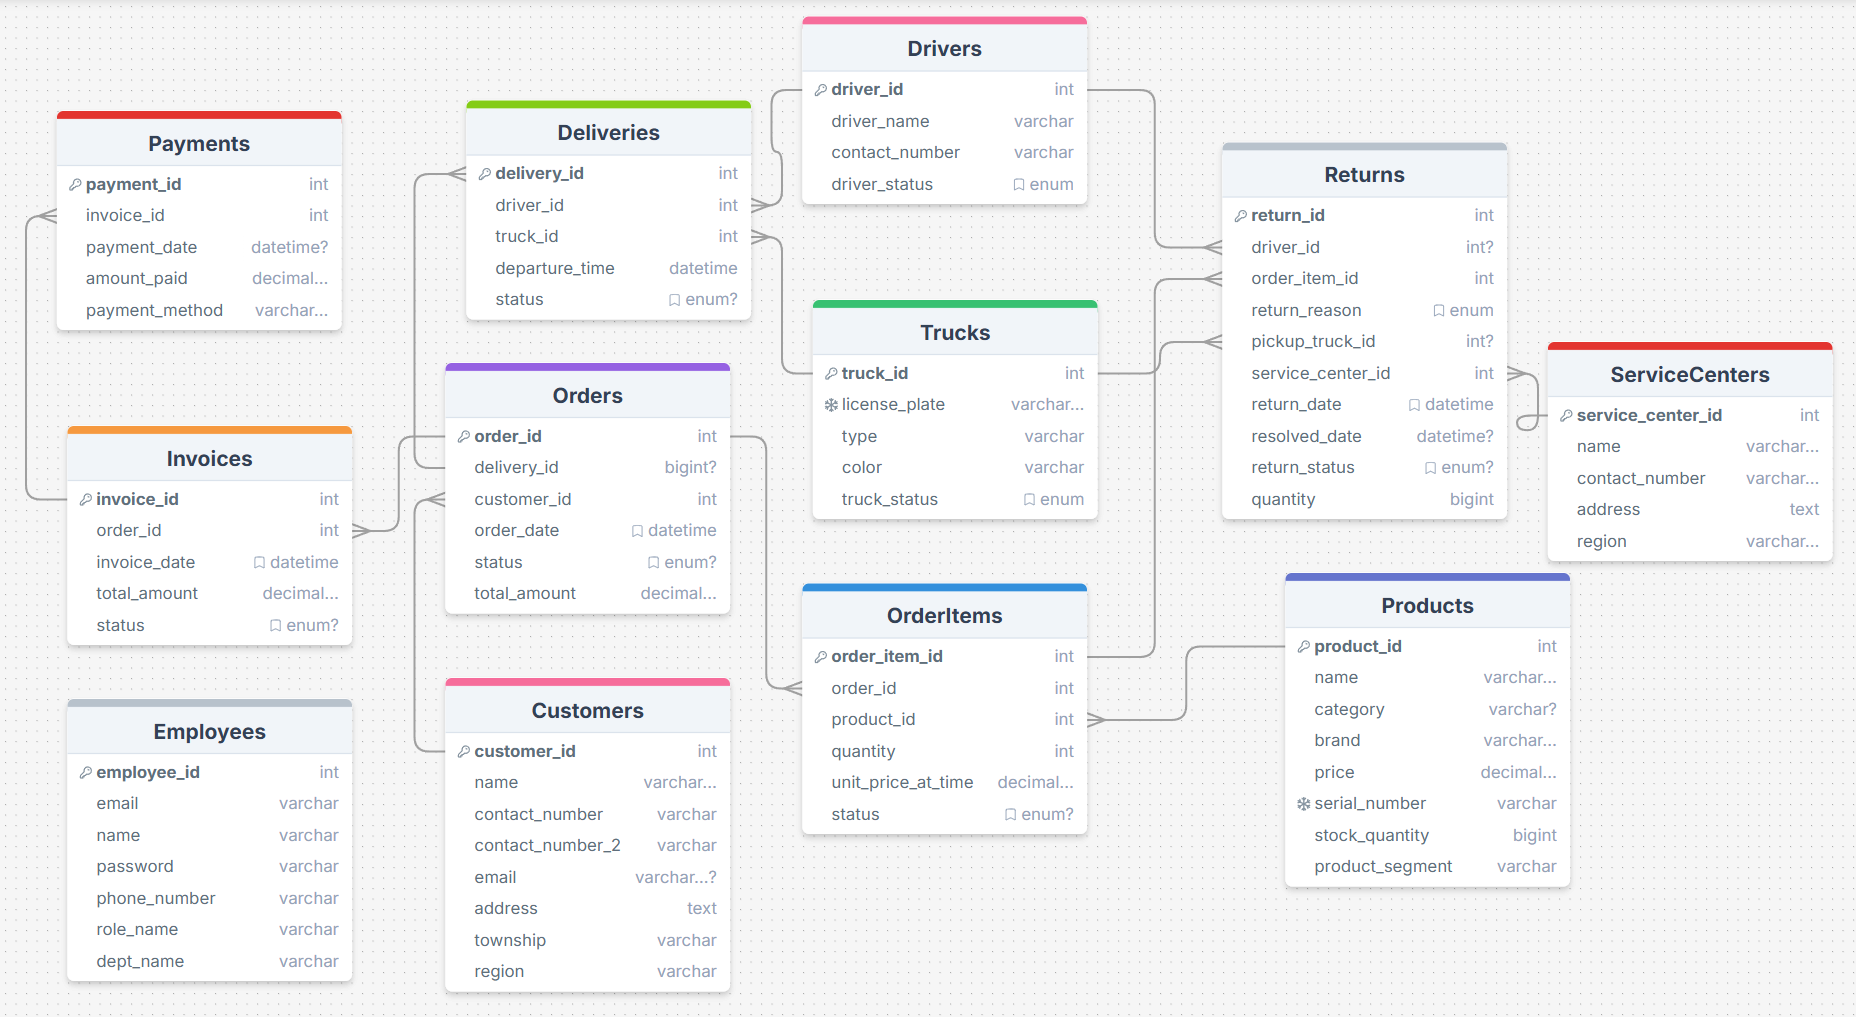 Payments
payment_id int
invoice_id int
payment_date datetime?
amount_paid decimal...
payment_method varchar...
Invoices
invoice_id int
order_id int
invoice_date datetime
total_amount decimal...
status enum?
Employees
employee_id int
email varchar
name varchar
password varchar
phone_number varchar
role_name varchar
dept_name varchar
Deliveries
delivery_id int
driver_id int
truck_id int
departure_time datetime
status enum?
Orders
order_id int
delivery_id bigint?
customer_id int
order_date datetime
status enum?
total_amount decimal...
Customers
customer_id int
name varchar...
contact_number varchar
contact_number_2 varchar
email varchar...?
address text
township varchar
region varchar
Drivers
driver_id int
driver_name varchar
contact_number varchar
driver_status enum
Trucks
truck_id int
license_plate varchar...
type varchar
color varchar
truck_status enum
OrderItems
order_item_id int
order_id int
product_id int
quantity int
unit_price_at_time decimal...
status enum?
Returns
return_id int
driver_id int?
order_item_id int
return_reason enum
pickup_truck_id int?
service_center_id int
return_date datetime
resolved_date datetime?
return_status enum?
quantity bigint
ServiceCenters
service_center_id int
name varchar...
contact_number varchar...
address text
region varchar...
Products
product_id int
name varchar...
category varchar?
brand varchar...
price decimal...
serial_number varchar
stock_quantity bigint
product_segment varchar